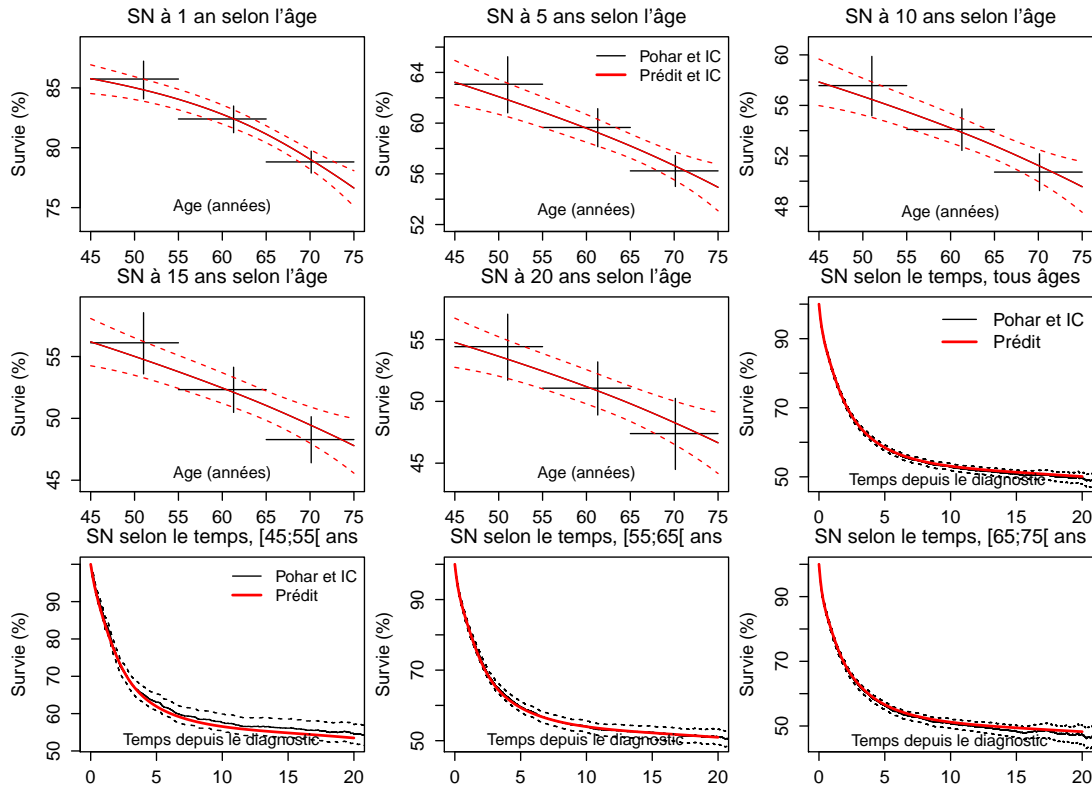 SN à 1 an selon l'âge
Survie (%)
85
80
75
Age (années)
45 50 55 60 65 70 75
SN à 5 ans selon l'âge
Survie (%)
64
60
56
52
Pohar et IC
Prédit et IC
Age (années)
45 50 55 60 65 70 75
SN à 10 ans selon l'âge
Survie (%)
60
56
52
48
Age (années)
45 50 55 60 65 70 75
SN à 15 ans selon l'âge
Survie (%)
55
50
45
Age (années)
45 50 55 60 65 70 75
SN à 20 ans selon l'âge
Survie (%)
55
50
45
Age (années)
45 50 55 60 65 70 75
SN selon le temps, tous âges
Survie (%)
90
70
50
Pohar et IC
Prédit
Temps depuis le diagnostic
0 5 10 15 20
SN selon le temps, [45;55[ ans
Survie (%)
90
80
70
60
50
Pohar et IC
Prédit
Temps depuis le diagnostic
0 5 10 15 20
SN selon le temps, [55;65[ ans
Survie (%)
90
70
50
Temps depuis le diagnostic
0 5 10 15 20
SN selon le temps, [65;75[ ans
Survie (%)
90
70
50
Temps depuis le diagnostic
0 5 10 15 20